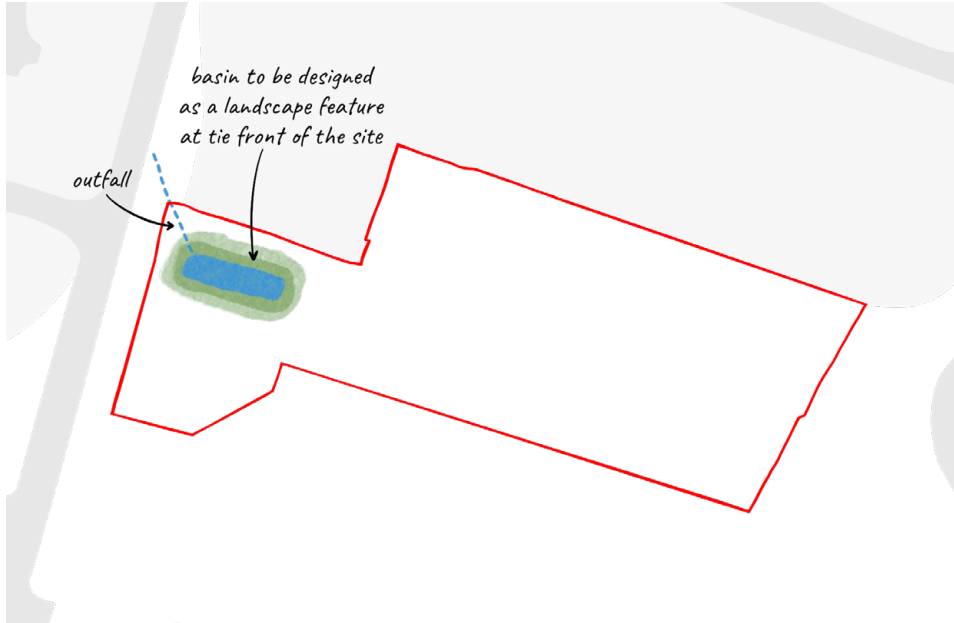 basin to be designed
as a landscape feature
at tie front of the site
outfall